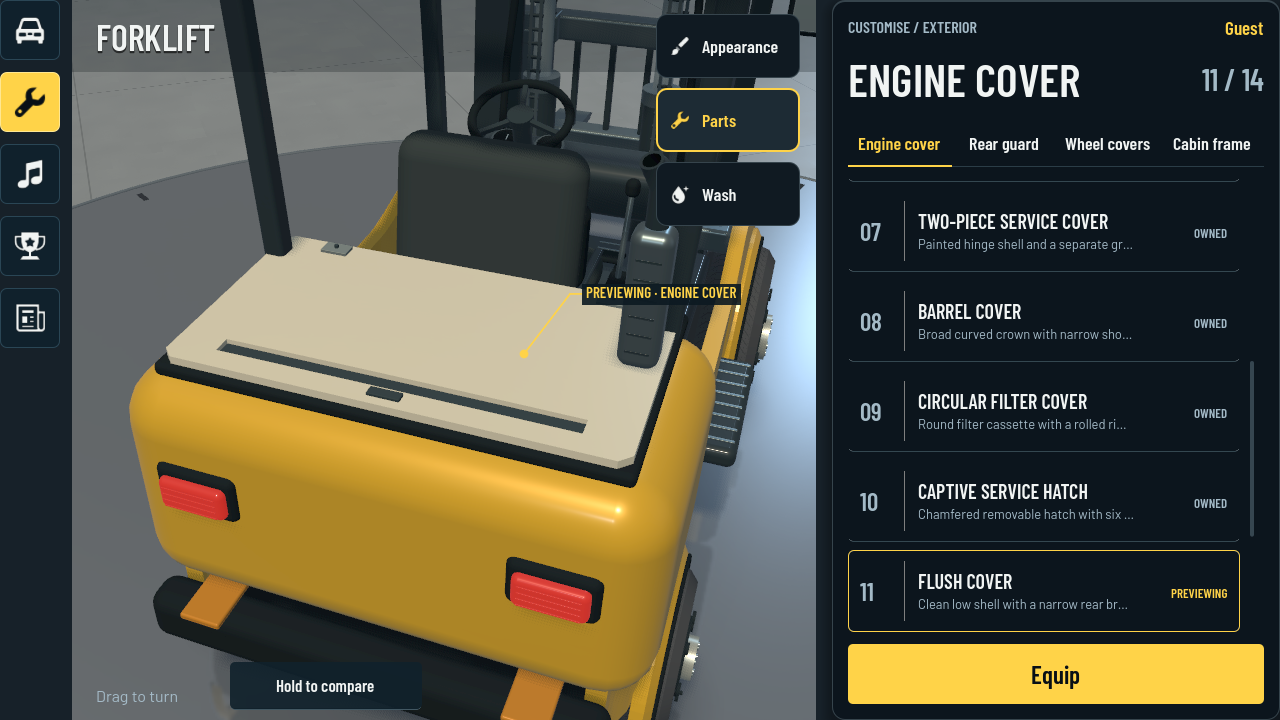 FORKLIFT
Appearance
Parts
Wash
PREVIEWING · ENGINE COVER
Drag to turn
Hold to compare
CUSTOMISE / EXTERIOR
Guest
ENGINE COVER
11 / 14
Engine cover
Rear guard
Wheel covers
Cabin frame
07
TWO-PIECE SERVICE COVER
Painted hinge shell and a separate gr...
OWNED
08
BARREL COVER
Broad curved crown with narrow sho...
OWNED
09
CIRCULAR FILTER COVER
Round filter cassette with a rolled ri...
OWNED
10
CAPTIVE SERVICE HATCH
Chamfered removable hatch with six ...
OWNED
11
FLUSH COVER
Clean low shell with a narrow rear br...
PREVIEWING
Equip